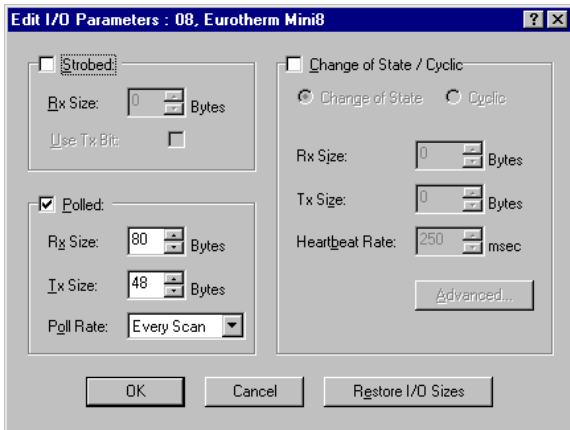 Edit I/O Parameters : 08, Eurotherm Mini8
Strobed:
Rx Size: 0 Bytes
Use Tx Bit:
Polled:
Rx Size: 80 Bytes
Tx Size: 48 Bytes
Poll Rate: Every Scan
Change of State / Cyclic
Change of State Cyclic
Rx Size: 0 Bytes
Tx Size: 0 Bytes
Heartbeat Rate: 250 msec
Advanced...
OK Cancel Restore I/O Sizes